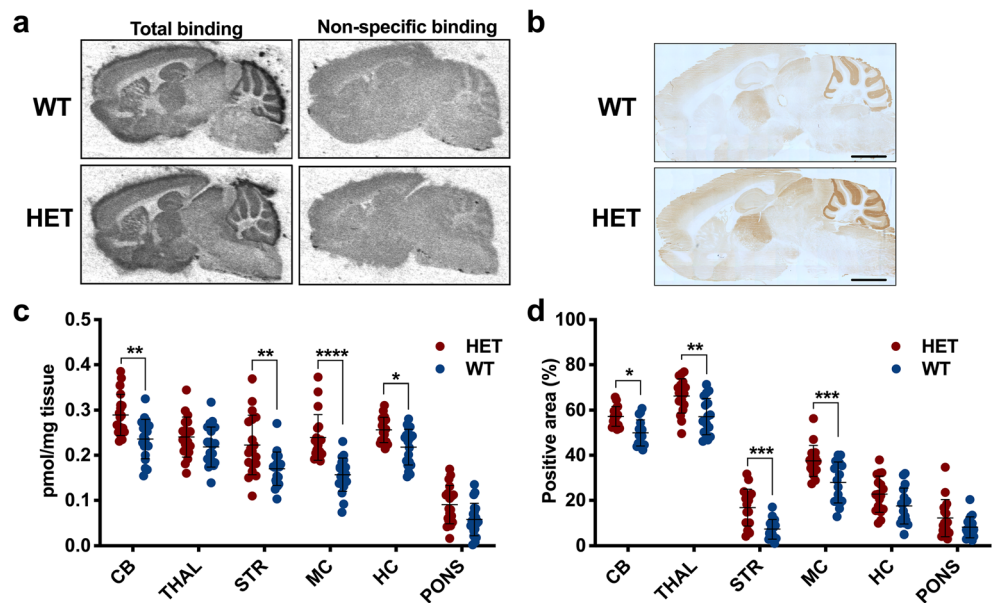 a
Total binding
Non-specific binding
WT
HET
b
WT
HET
c
pmol/mg tissue
0.5
0.4
0.3
0.2
0.1
0.0
** ** **** *
HET
WT
CB THAL STR MC HC PONS
d
Positive area (%)
100
80
60
40
20
0
* ** *** ***
HET
WT
CB THAL STR MC HC PONS